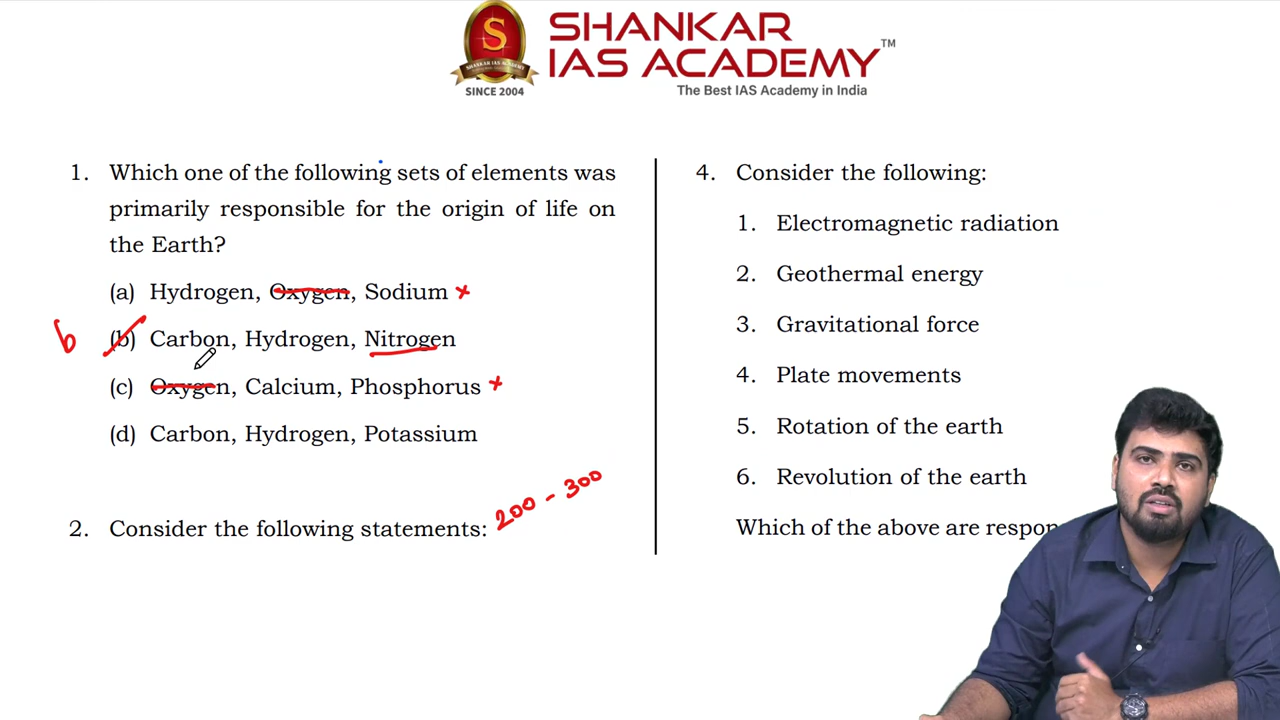 S
SHANKAR IAS ACADEMY
SINCE 2004
SHANKAR
IAS ACADEMY™
The Best IAS Academy in India
1. Which one of the following sets of elements was
primarily responsible for the origin of life on
the Earth?
(a) Hydrogen, Oxygen, Sodium ×
b (b) Carbon, Hydrogen, Nitrogen
(c) Oxygen, Calcium, Phosphorus ×
(d) Carbon, Hydrogen, Potassium
200 - 300
2. Consider the following statements:
4. Consider the following:
1. Electromagnetic radiation
2. Geothermal energy
3. Gravitational force
4. Plate movements
5. Rotation of the earth
6. Revolution of the earth
Which of the above are respon